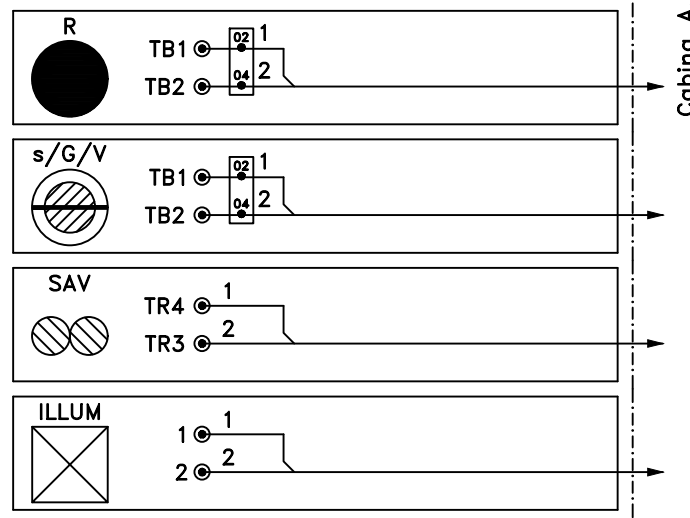 R
TB1 02 1
TB2 04 2
s/G/V
TB1 02 1
TB2 04 2
SAV
TR4 1
TR3 2
ILLUM
1 1
2 2